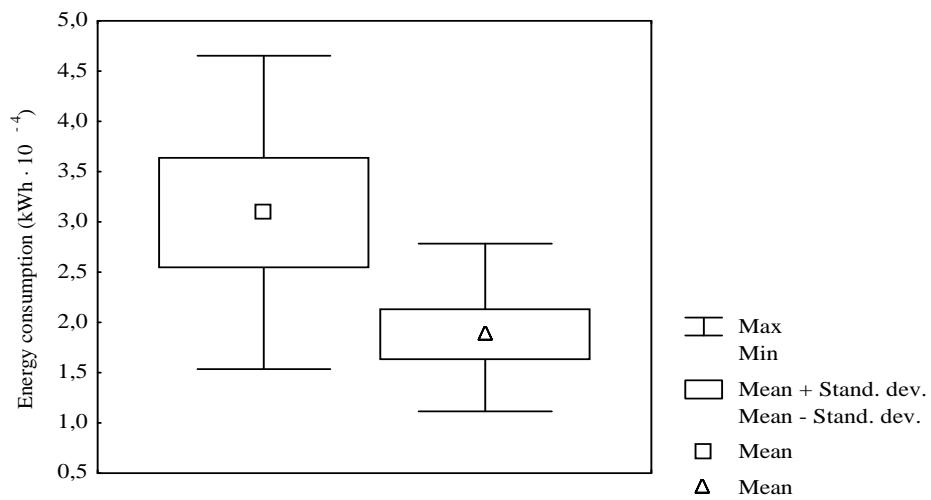 5,0
4,5
4,0
3,5
3,0
2,5
2,0
1,5
1,0
0,5
Energy consumption (kWh · 10 ⁻⁴)
Max
Min
Mean + Stand. dev.
Mean - Stand. dev.
Mean
Mean